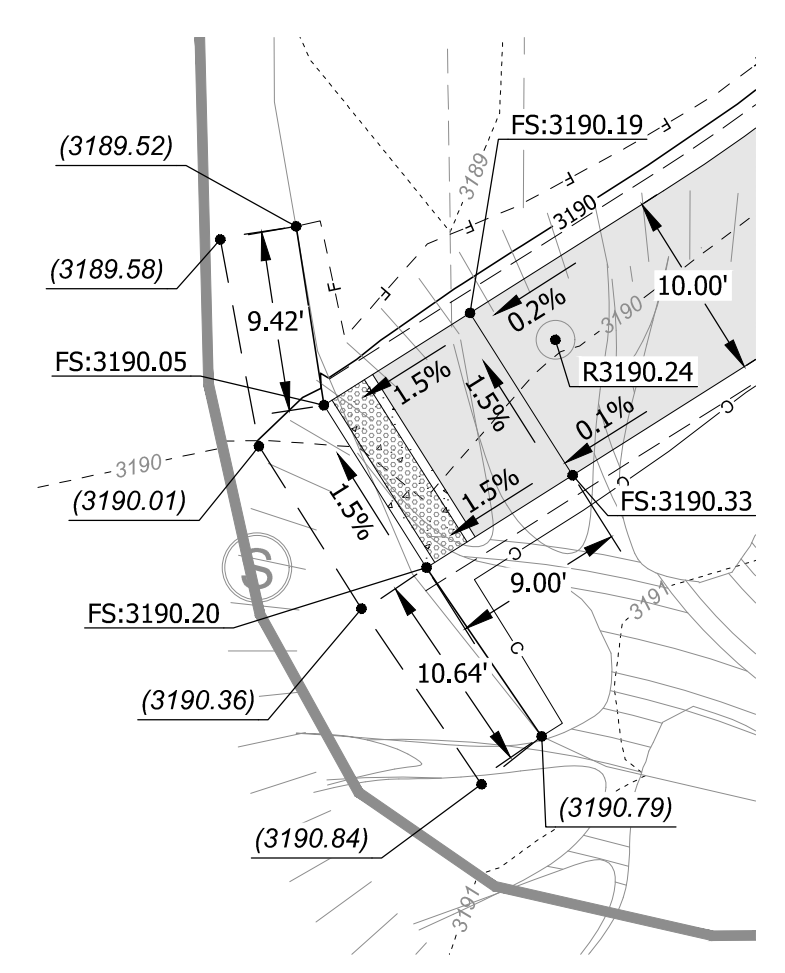 FS:3190.19
(3189.52)
F
3189
F
3190
F
(3189.58)
F
F
10.00'
9.42'
0.2%
3190
FS:3190.05
1.5%
R3190.24
1.5%
0.1%
C
3190
(3190.01)
1.5%
1.5%
C
FS:3190.33
C
S
9.00'
FS:3190.20
3191
C
10.64'
(3190.36)
(3190.79)
(3190.84)
3191